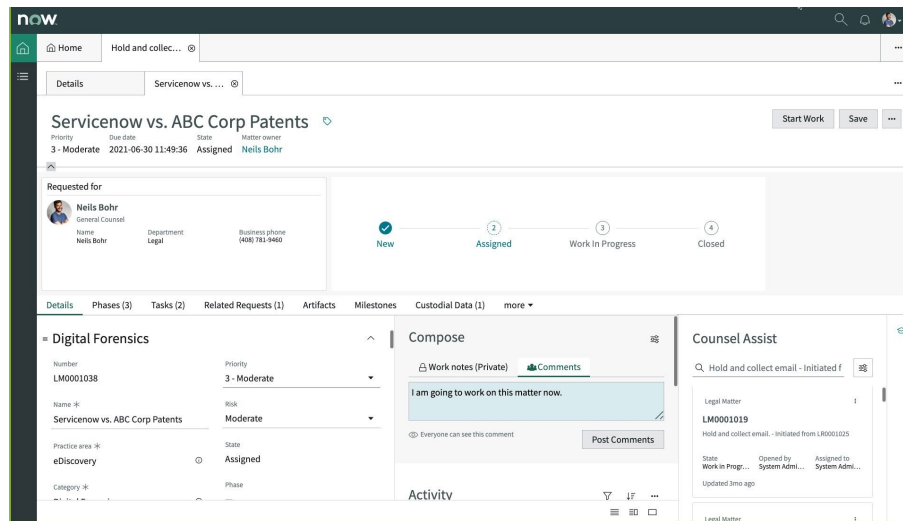 now.
Home
Hold and collec...
Details
Servicenow vs. ...
Servicenow vs. ABC Corp Patents
Start Work
Save
Priority
Due date
State
Matter owner
3 - Moderate
2021-06-30 11:49:36
Assigned
Neils Bohr
Requested for
Neils Bohr
General Counsel
Name
Department
Business phone
Neils Bohr
Legal
(408) 781-9460
2
3
4
New
Assigned
Work In Progress
Closed
Details
Phases (3)
Tasks (2)
Related Requests (1)
Artifacts
Milestones
Custodial Data (1)
more
Digital Forensics
Number
LM0001038
Priority
3 - Moderate
Name *
Servicenow vs. ABC Corp Patents
Risk
Moderate
Practice area *
eDiscovery
State
Assigned
Category *
Phase
Compose
Work notes (Private)
Comments
I am going to work on this matter now.
Everyone can see this comment
Post Comments
Activity
Counsel Assist
Hold and collect email - Initiated f
Legal Matter
LM0001019
Hold and collect email. - Initiated from LR0001025
State
Opened by
Assigned to
Work in Progr...
System Admi...
System Admi...
Updated 3mo ago
Legal Matter